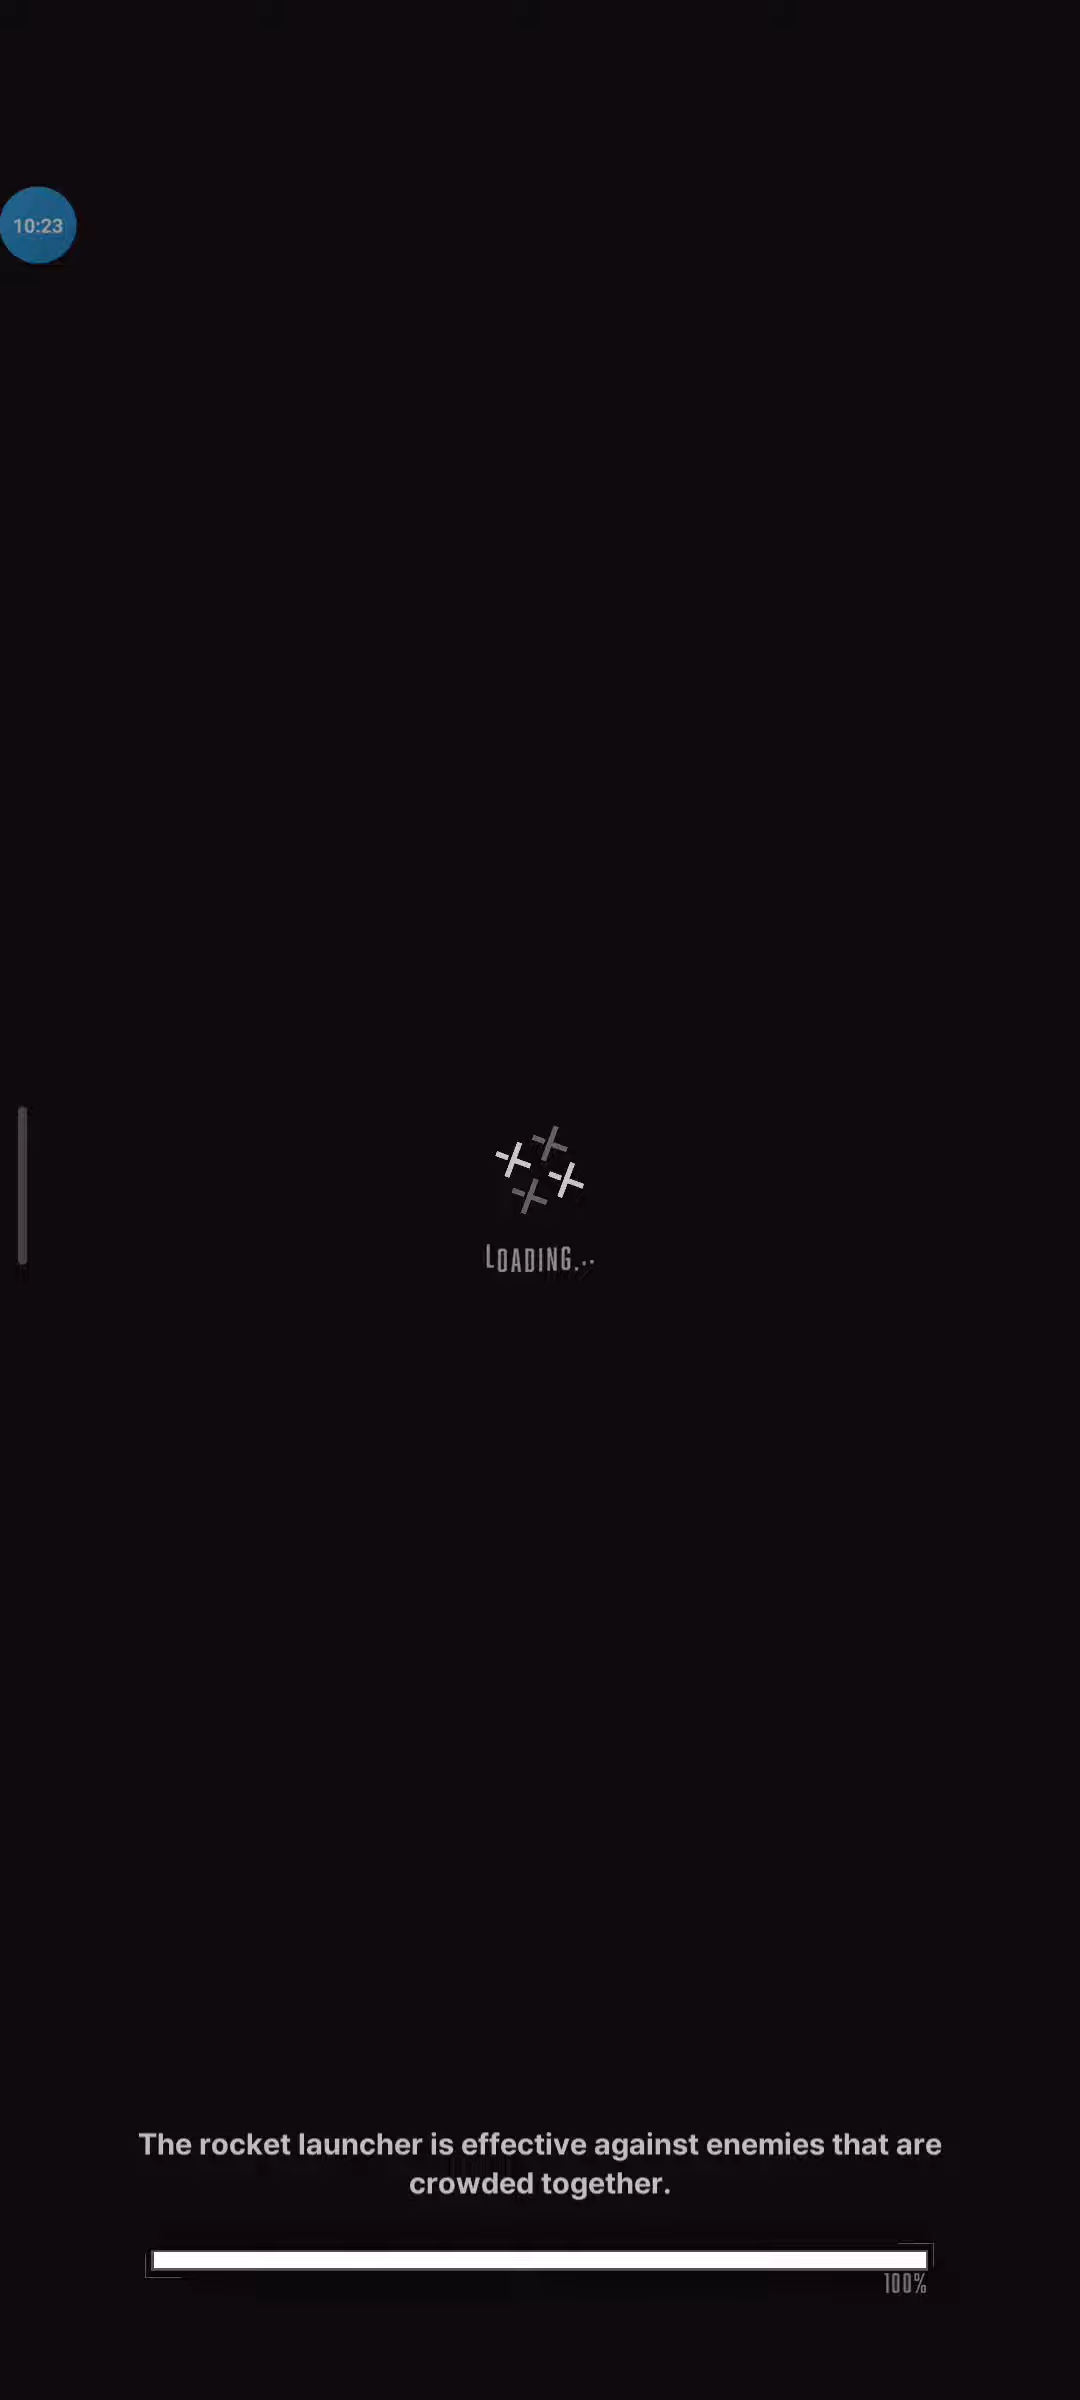 10:23
LOADING...
The rocket launcher is effective against enemies that are
crowded together.
100%